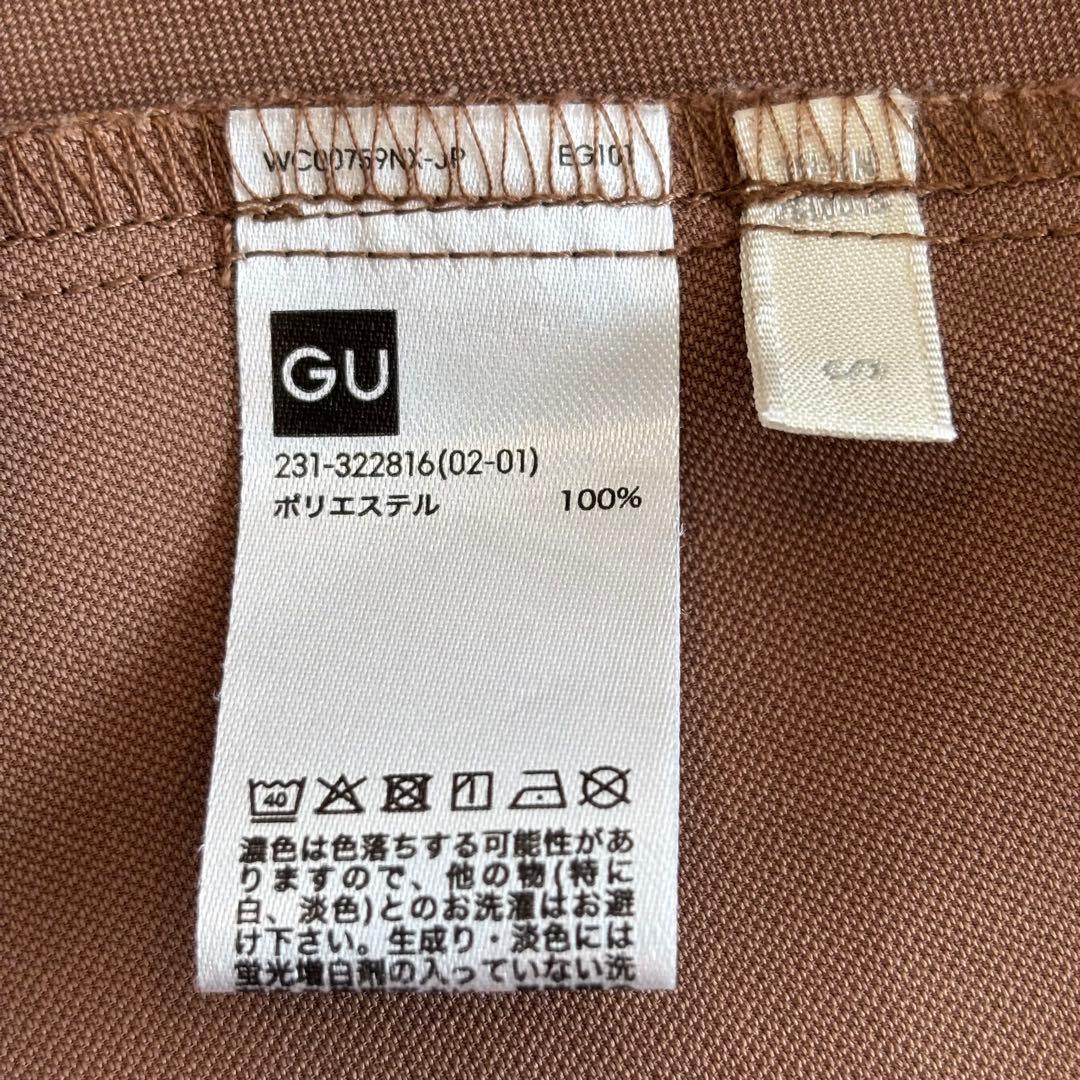 WC00759NX-JP EG101
GU
231-322816(02-01)
ポリエステル 100%
40
濃色は色落ちする可能性があ
りますので、他の物(特に
白、淡色)とのお洗濯はお避
け下さい。生成り・淡色には
蛍光増白剤の入っていない洗
S